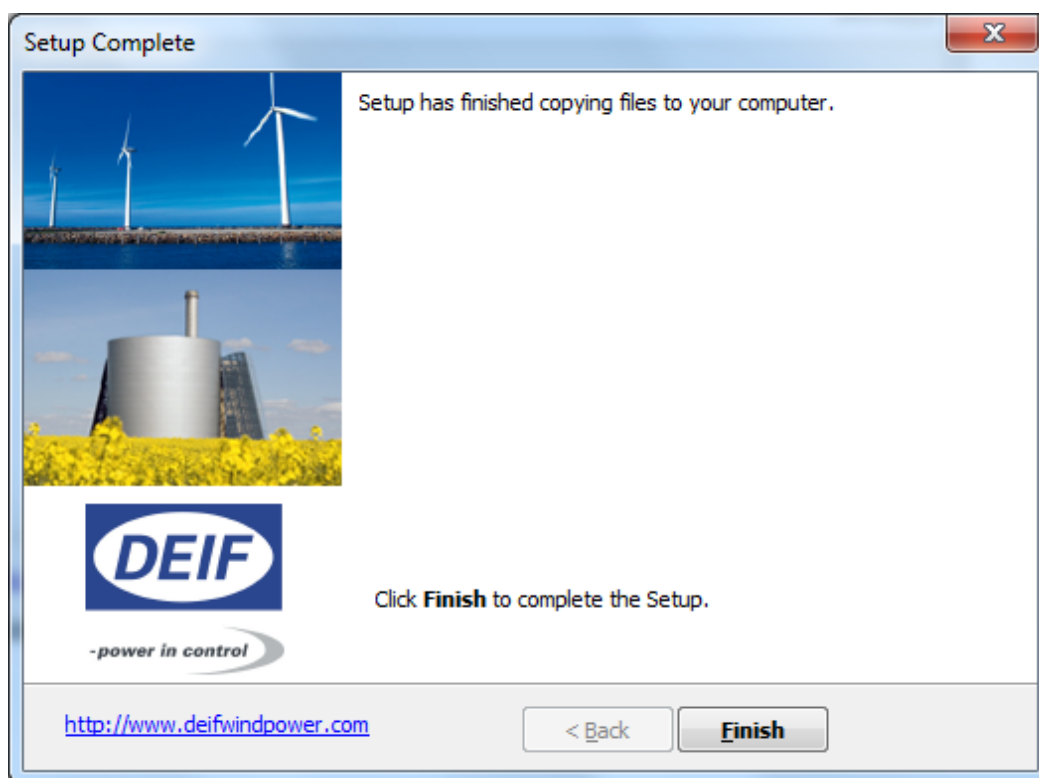 Setup Complete
Setup has finished copying files to your computer.
DEIF
-power in control
Click Finish to complete the Setup.
http://www.deifwindpower.com
< Back
Finish